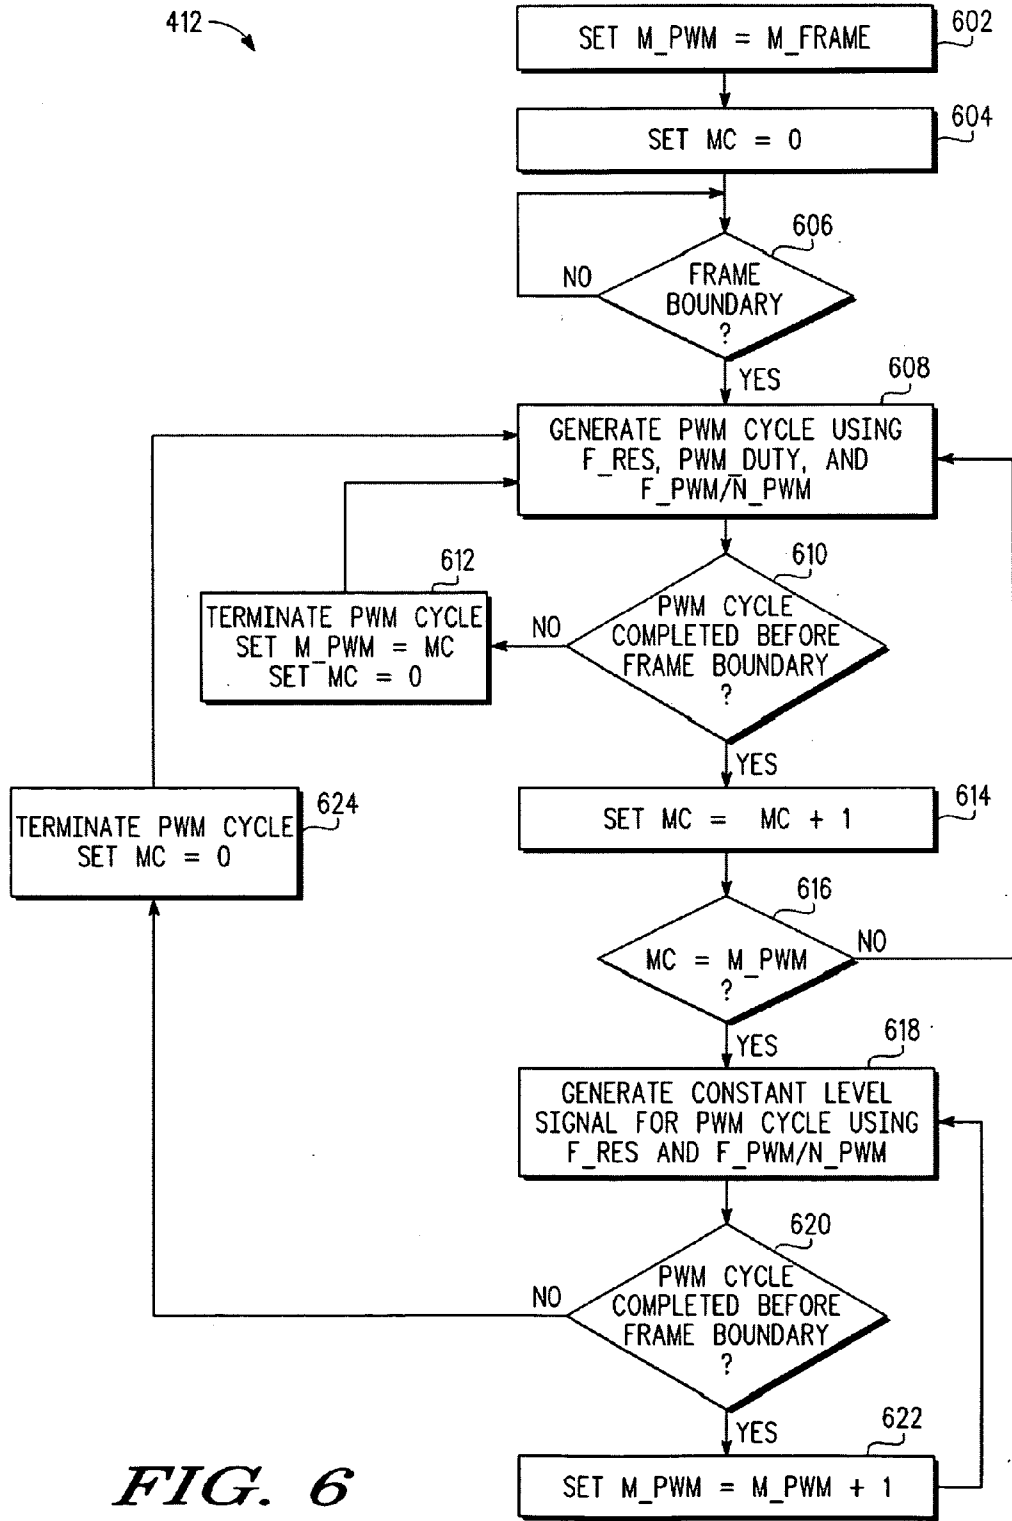 412
SET M_PWM = M_FRAME
602
SET MC = 0
604
606
FRAME
BOUNDARY
?
NO
YES
608
GENERATE PWM CYCLE USING
F_RES, PWM_DUTY, AND
F_PWM/N_PWM
610
PWM CYCLE
COMPLETED BEFORE
FRAME BOUNDARY
?
NO
612
TERMINATE PWM CYCLE
SET M_PWM = MC
SET MC = 0
YES
614
SET MC = MC + 1
624
TERMINATE PWM CYCLE
SET MC = 0
616
MC = M_PWM
?
NO
YES
618
GENERATE CONSTANT LEVEL
SIGNAL FOR PWM CYCLE USING
F_RES AND F_PWM/N_PWM
620
PWM CYCLE
COMPLETED BEFORE
FRAME BOUNDARY
?
NO
YES
622
SET M_PWM = M_PWM + 1
FIG. 6